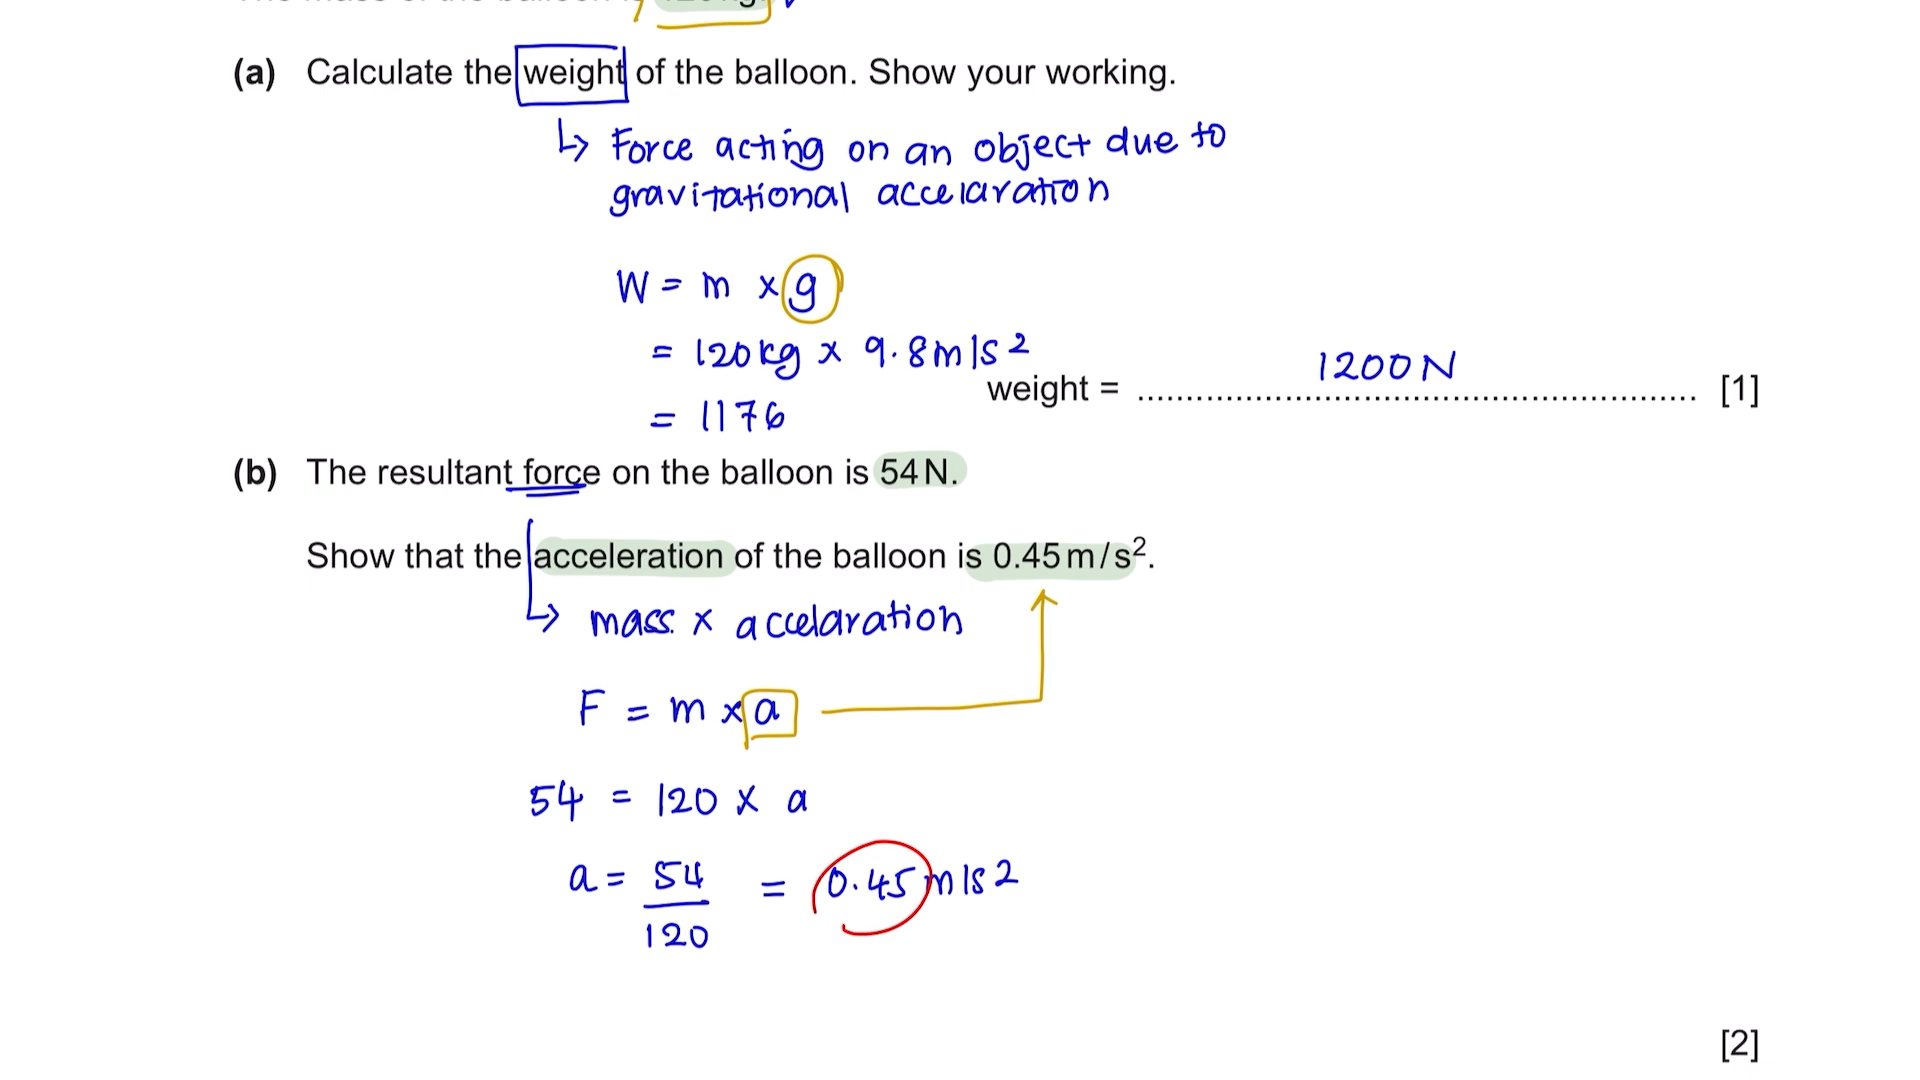 (a) Calculate the weight of the balloon. Show your working.
↳ Force acting on an object due to
gravitational accelaration
W = m × g
= 120kg × 9.8m/s2
weight = ........................................................ [1]
1200N
= 1176
(b) The resultant force on the balloon is 54 N.
Show that the acceleration of the balloon is 0.45 m/s².
↳ mass × accelaration
F = m × a
54 = 120 × a
a = 54/120 = 0.45 m/s2
[2]